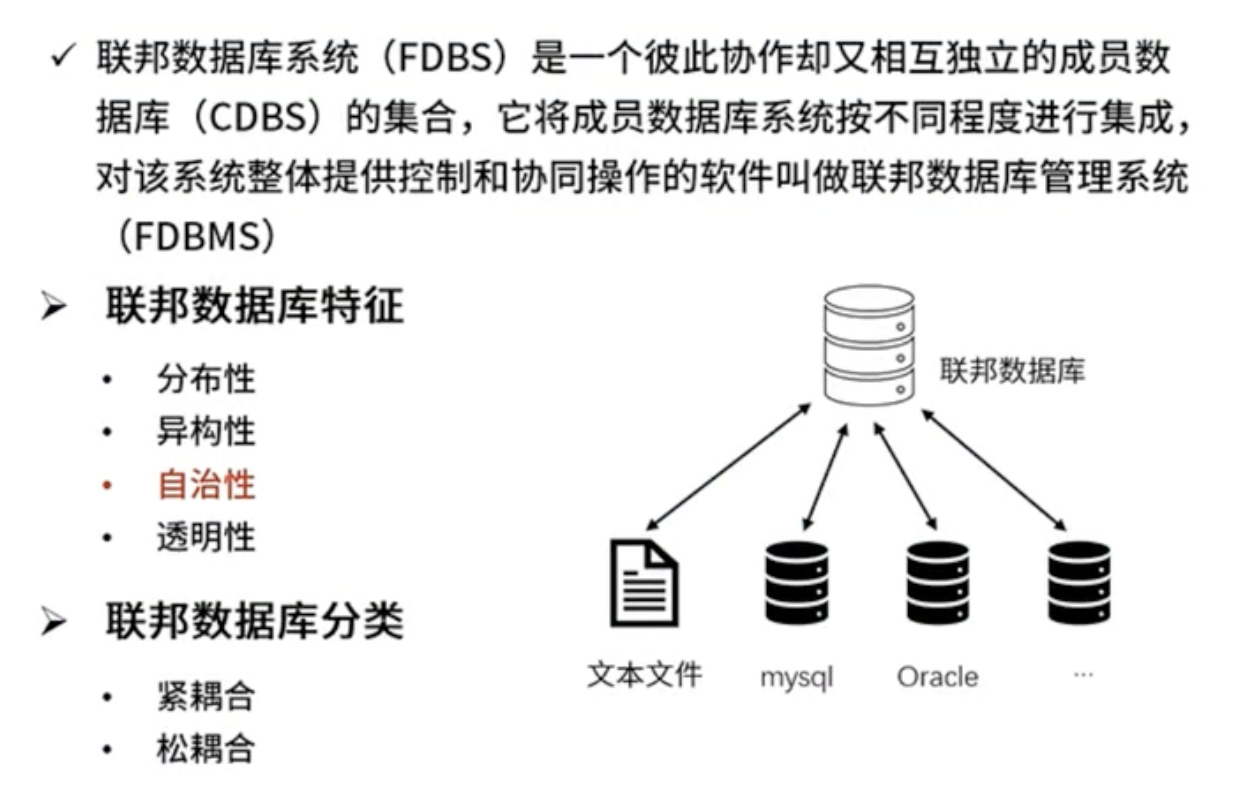 ✓ 联邦数据库系统（FDBS）是一个彼此协作却又相互独立的成员数
据库（CDBS）的集合，它将成员数据库系统按不同程度进行集成，
对该系统整体提供控制和协同操作的软件叫做联邦数据库管理系统
（FDBMS）
➢ 联邦数据库特征
• 分布性
• 异构性
• 自治性
• 透明性
➢ 联邦数据库分类
• 紧耦合
• 松耦合
联邦数据库
文本文件
mysql
Oracle
...